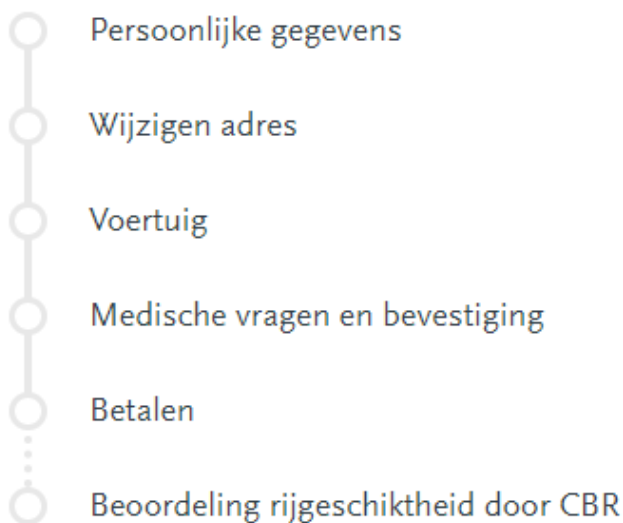 Persoonlijke gegevens
Wijzigen adres
Voertuig
Medische vragen en bevestiging
Betalen
Beoordeling rijgeschiktheid door CBR